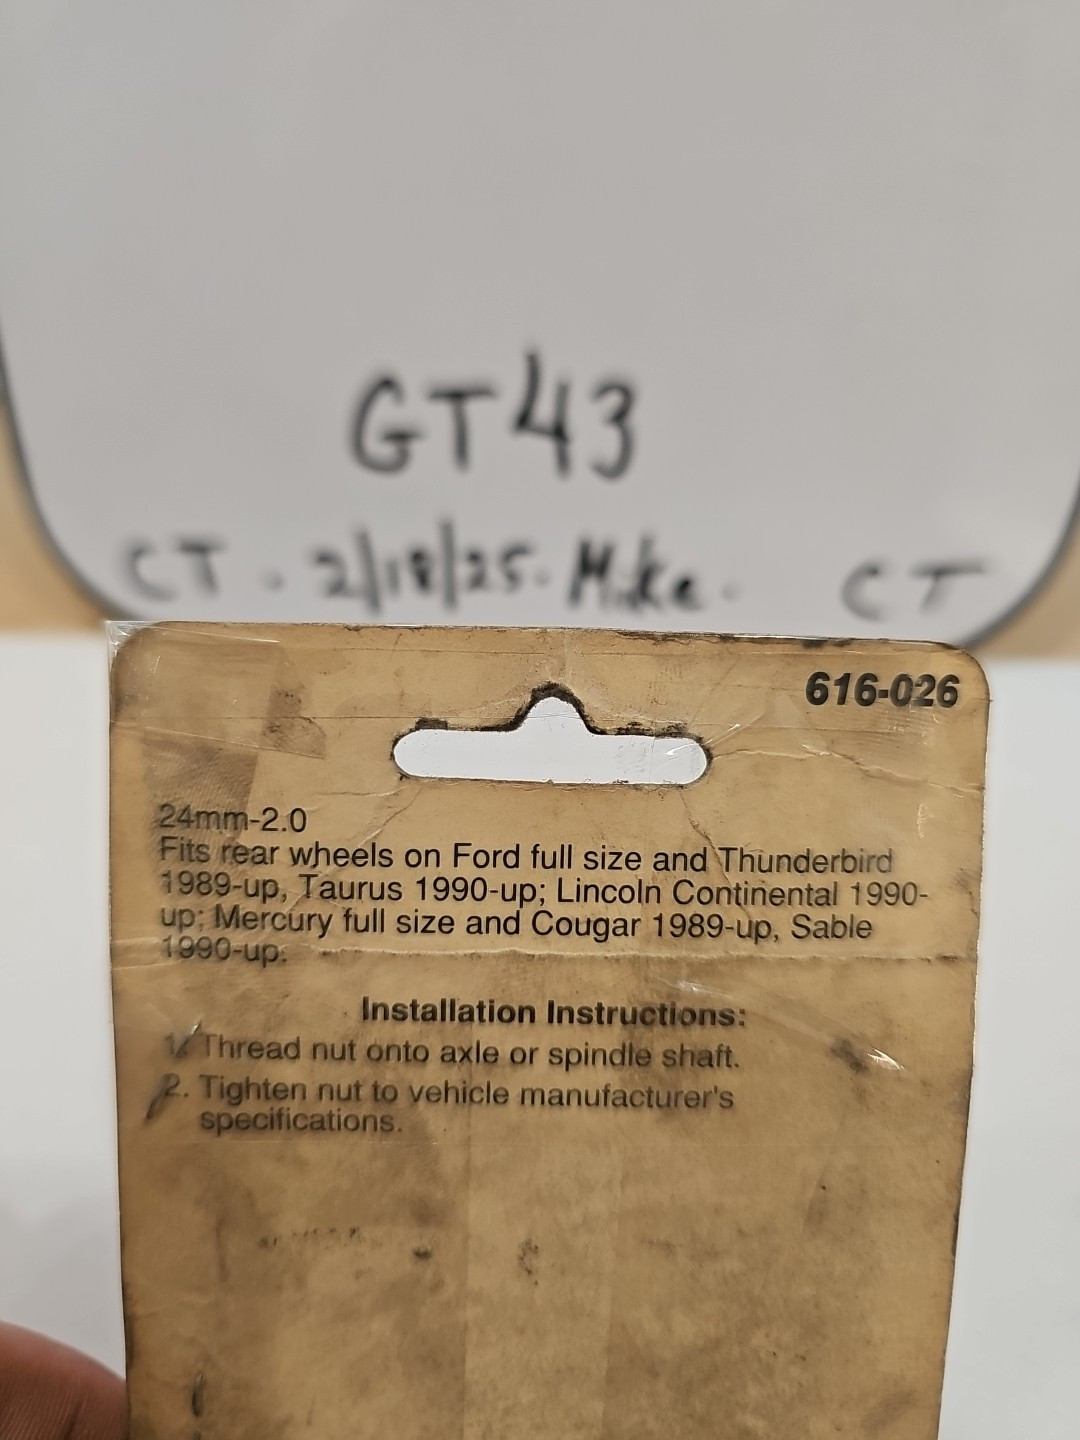 GT43
CT . 2/18/25. Mike. CT
616-026
24mm-2.0
Fits rear wheels on Ford full size and Thunderbird
1989-up, Taurus 1990-up; Lincoln Continental 1990-
up; Mercury full size and Cougar 1989-up, Sable
1990-up.
Installation Instructions:
1. Thread nut onto axle or spindle shaft.
2. Tighten nut to vehicle manufacturer's
specifications.